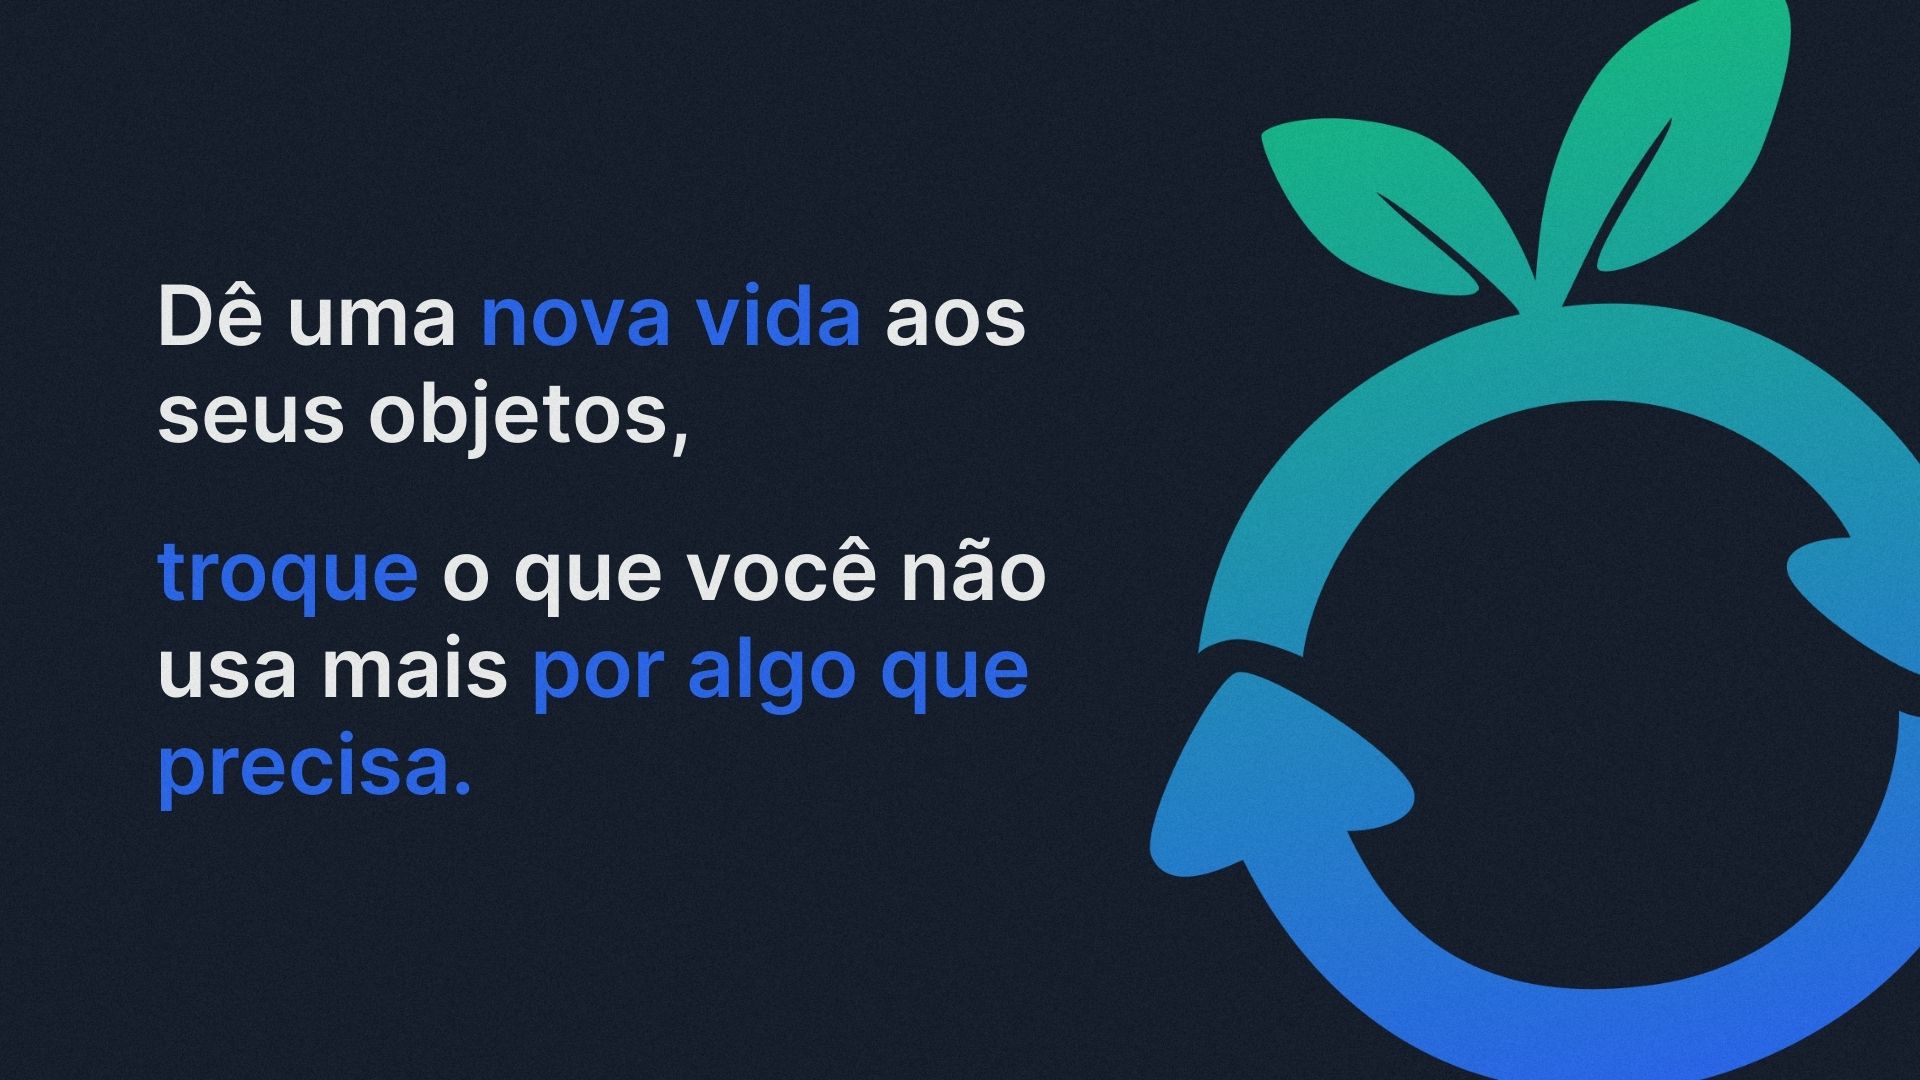 Dê uma nova vida aos
seus objetos,
troque o que você não
usa mais por algo que
precisa.